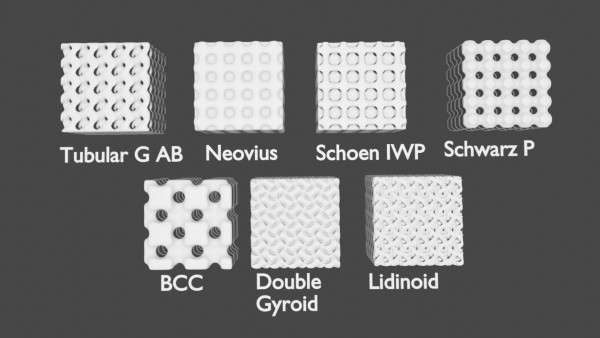 Tubular G AB
Neovius
Schoen IWP
Schwarz P
BCC
Double
Gyroid
Lidinoid